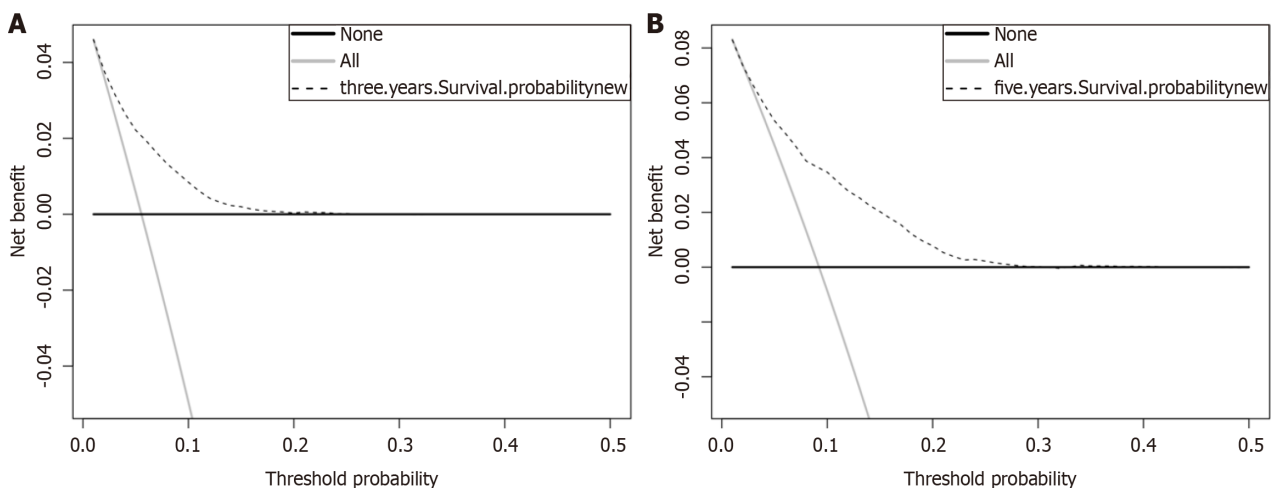 A
None
All
three.years.Survival.probabilitynew
Net benefit
0.04
0.02
0.00
-0.02
-0.04
0.0 0.1 0.2 0.3 0.4 0.5
Threshold probability
B
None
All
five.years.Survival.probabilitynew
Net benefit
0.08
0.06
0.04
0.02
0.00
-0.04
0.0 0.1 0.2 0.3 0.4 0.5
Threshold probability